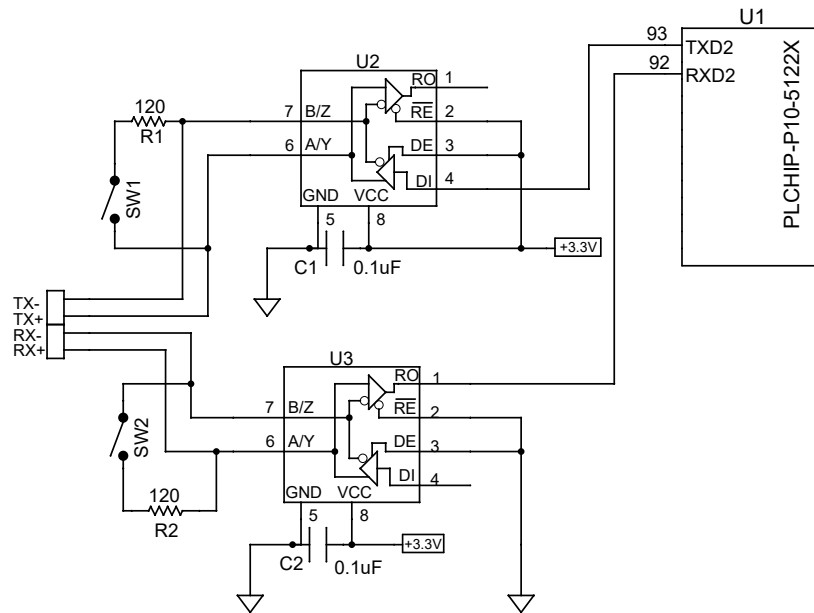 U1
93
TXD2
92
RXD2
PLCHIP-P10-5122X
U2
RO
1
RE
2
DE
3
DI
4
7
B/Z
6
A/Y
GND
VCC
5
8
120
R1
SW1
C1
0.1uF
+3.3V
TX-
TX+
RX-
RX+
U3
RO
1
RE
2
DE
3
DI
4
7
B/Z
6
A/Y
GND
VCC
5
8
SW2
120
R2
C2
0.1uF
+3.3V